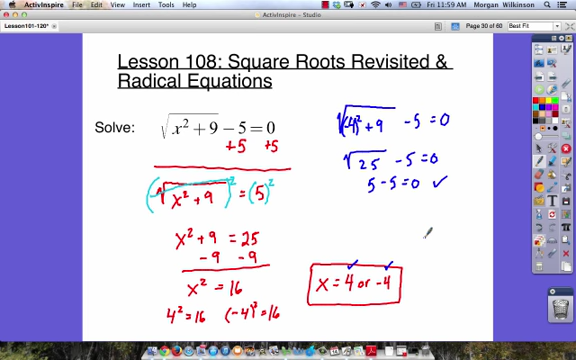 ActivInspire File Edit View Insert Tools Help Fri 11:59 AM Morgan Wilkinson
ActivInspire - Studio
Lesson101-120* Page 30 of 60 Best Fit
Lesson 108: Square Roots Revisited &
Radical Equations
Solve: √(x² + 9) − 5 = 0
+5 +5
(√(x² + 9))² = (5)²
x² + 9 = 25
− 9 − 9
x² = 16
4² = 16 (−4)² = 16
√((-4)² + 9) − 5 = 0
√25 − 5 = 0
5 − 5 = 0 ✓
x = 4 or −4